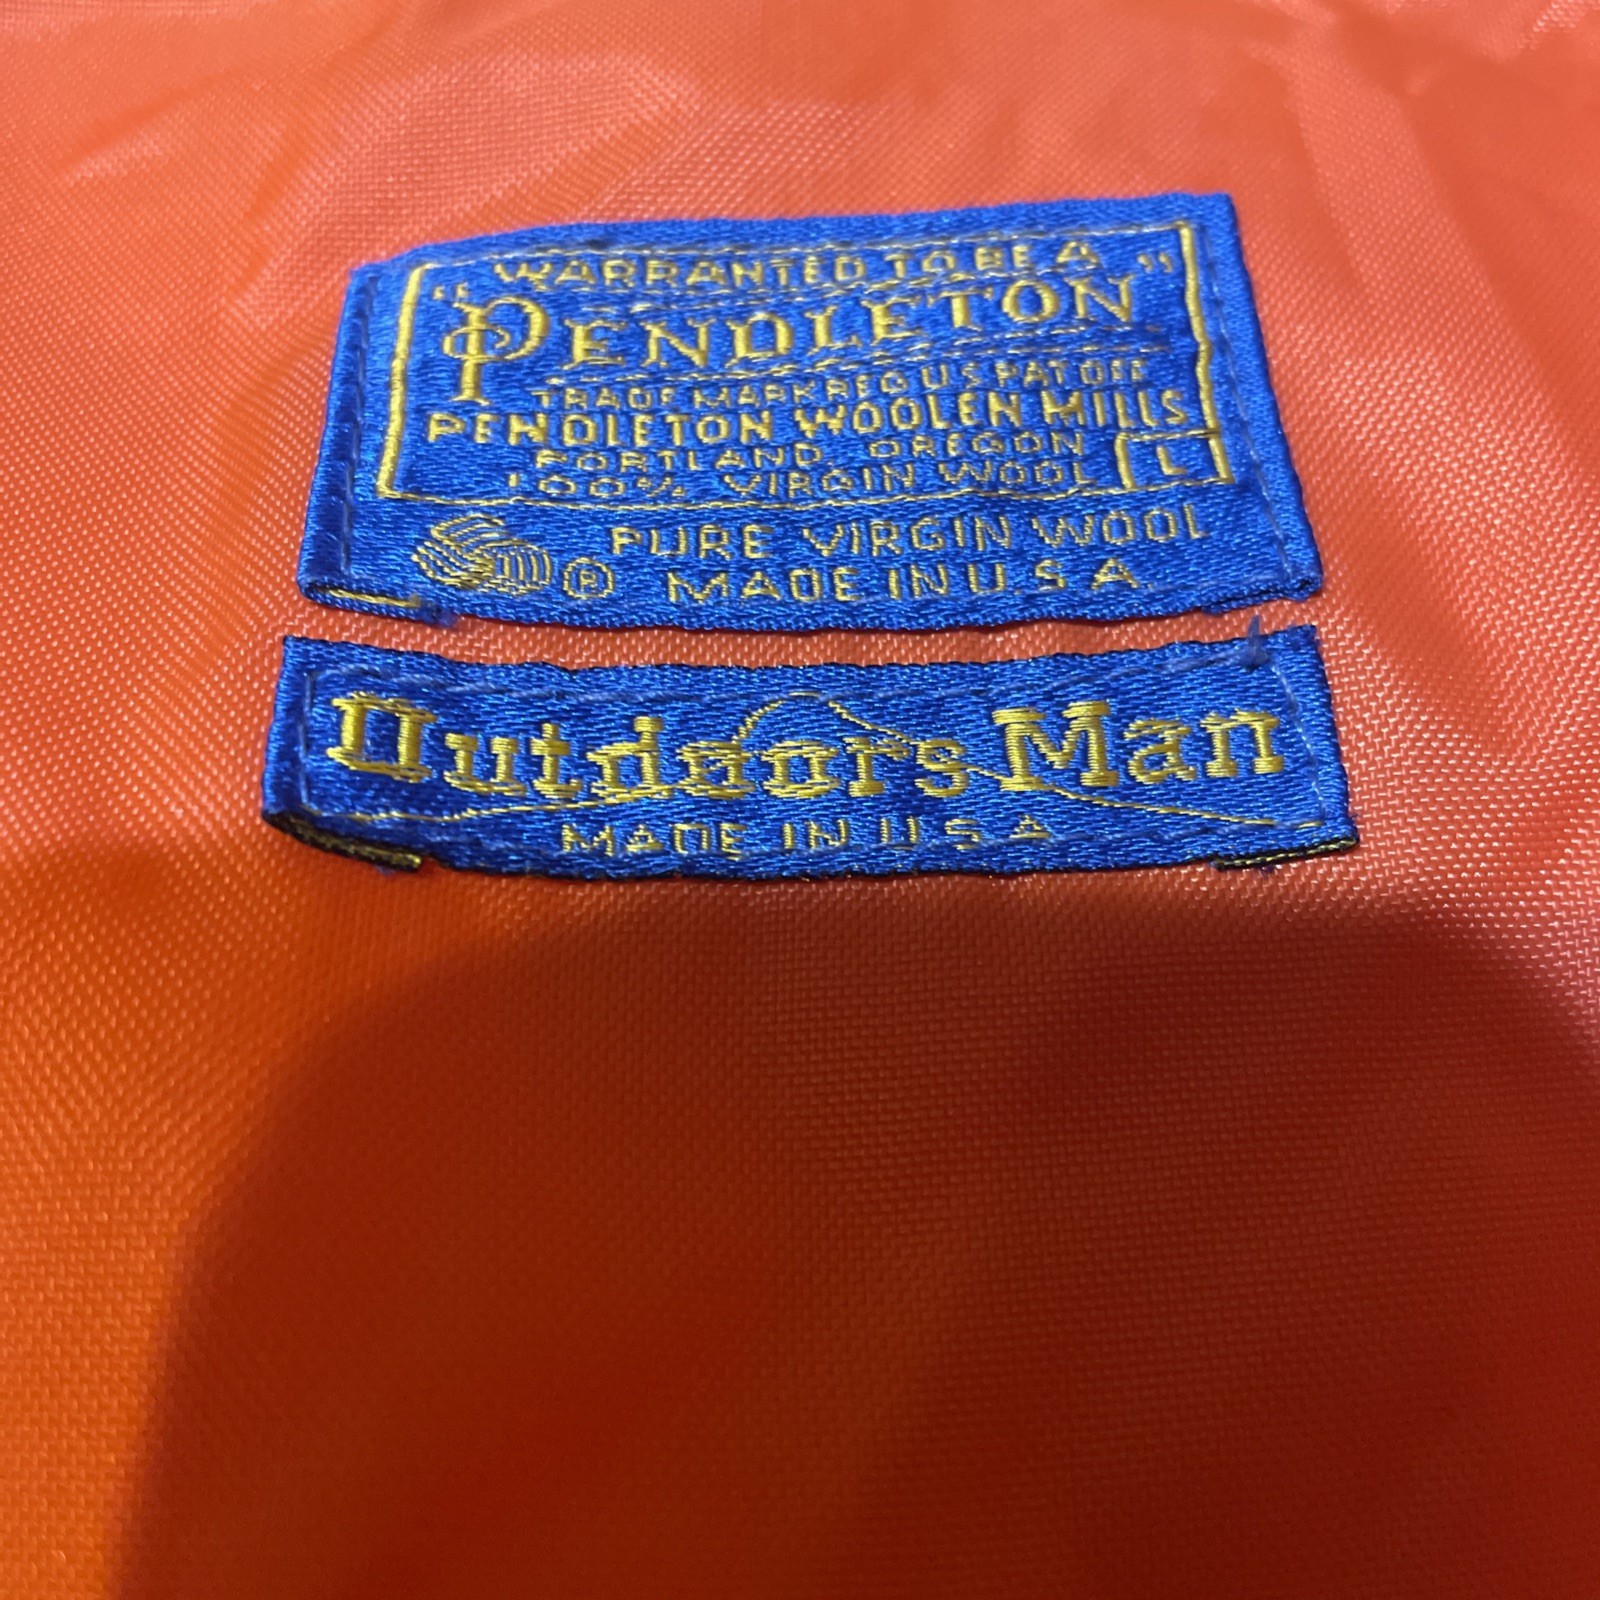 WARRANTED TO BE A
"PENDLETON"
TRADE MARK REG U S PAT OFF
PENDLETON WOOLEN MILLS
PORTLAND, OREGON
100% VIRGIN WOOL L
® PURE VIRGIN WOOL
MADE IN U.S.A.
Outdoors Man
MADE IN U S A